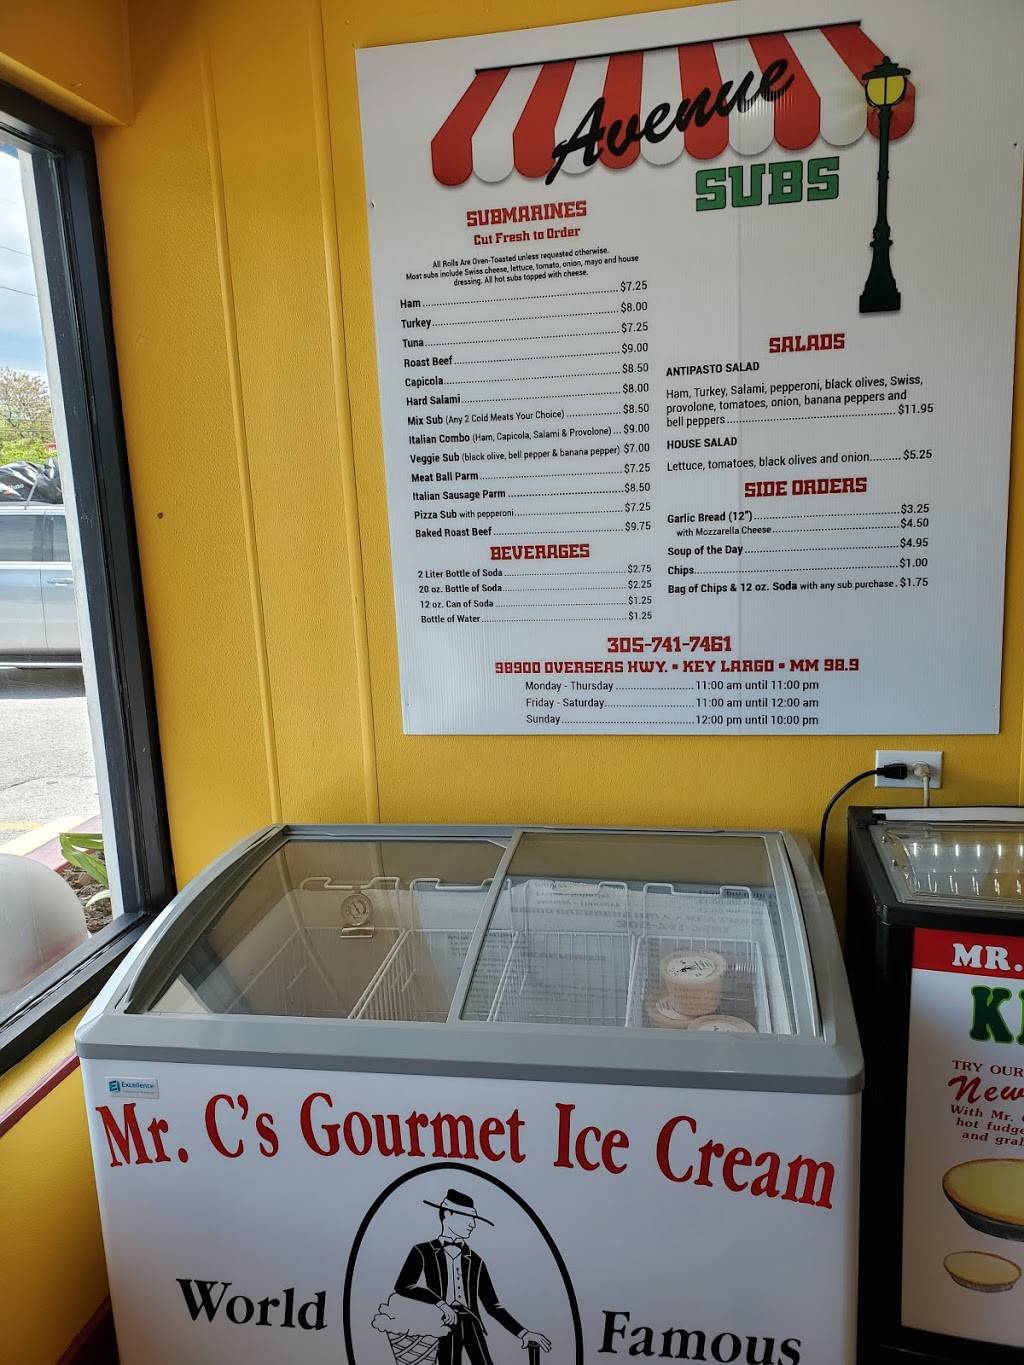 Avenue
SUBS
SUBMARINES
Cut Fresh to Order
All Rolls Are Oven-Toasted unless requested otherwise.
Most subs include Swiss cheese, lettuce, tomato, onion, mayo and house
dressing. All hot subs topped with cheese.
Ham $7.25
Turkey $8.00
Tuna $7.25
Roast Beef $9.00
Capicola $8.50
Hard Salami $8.00
Mix Sub (Any 2 Cold Meats Your Choice) $8.50
Italian Combo (Ham, Capicola, Salami & Provolone) $9.00
Veggie Sub (black olive, bell pepper & banana pepper) $7.00
Meat Ball Parm $7.25
Italian Sausage Parm $8.50
Pizza Sub with pepperoni $7.25
Baked Roast Beef $9.75
BEVERAGES
2 Liter Bottle of Soda $2.75
20 oz. Bottle of Soda $2.25
12 oz. Can of Soda $1.25
Bottle of Water $1.25
SALADS
ANTIPASTO SALAD
Ham, Turkey, Salami, pepperoni, black olives, Swiss,
provolone, tomatoes, onion, banana peppers and
bell peppers $11.95
HOUSE SALAD
Lettuce, tomatoes, black olives and onion $5.25
SIDE ORDERS
Garlic Bread (12") $3.25
with Mozzarella Cheese $4.50
Soup of the Day $4.95
Chips $1.00
Bag of Chips & 12 oz. Soda with any sub purchase . $1.75
305-741-7461
98900 OVERSEAS HWY. ▪ KEY LARGO ▪ MM 98.9
Monday - Thursday 11:00 am until 11:00 pm
Friday - Saturday 11:00 am until 12:00 am
Sunday 12:00 pm until 10:00 pm
Excellence
Mr. C's Gourmet Ice Cream
World Famous
MR.
TRY OUR
New
With Mr.
hot fudge